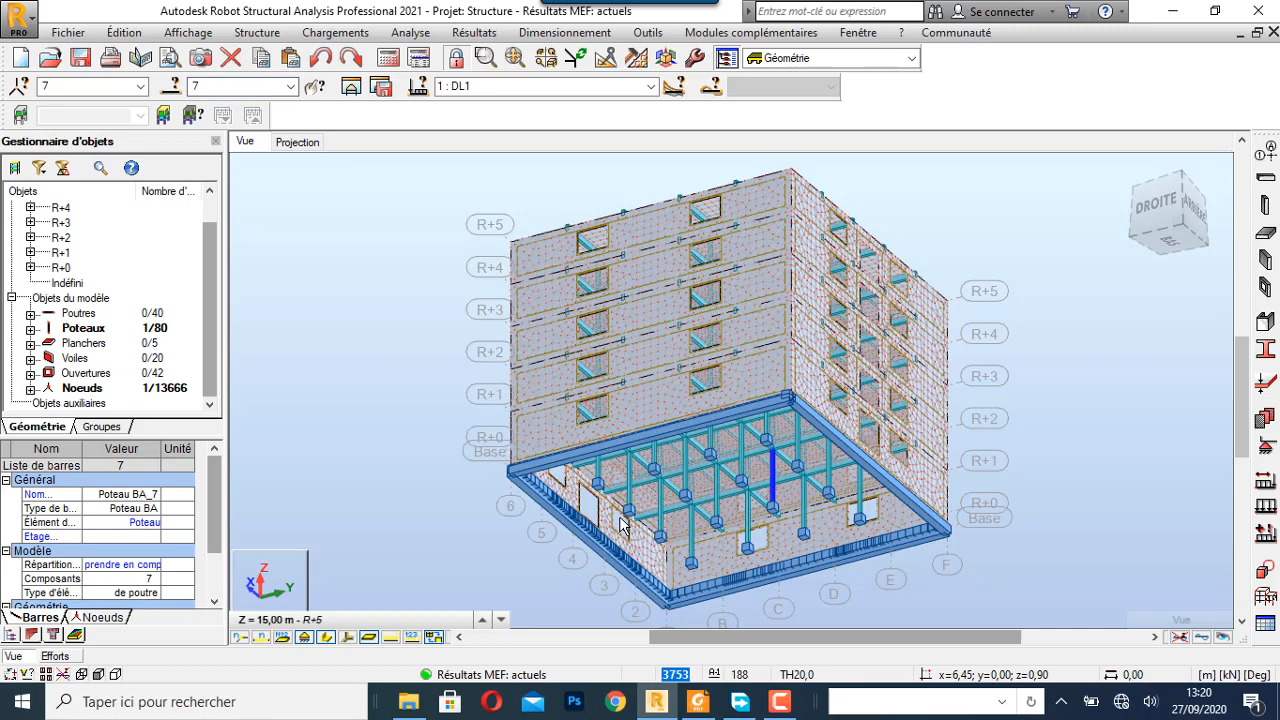 Autodesk Robot Structural Analysis Professional 2021 - Projet: Structure - Résultats MEF: actuels
Entrez mot-clé ou expression
Se connecter
PRO
Fichier Édition Affichage Structure Chargements Analyse Résultats Dimensionnement Outils Modules complémentaires Fenêtre ? Communauté
Géométrie
7 7 1 : DL1
Gestionnaire d'objets
Vue Projection
Objets Nombre d'...
R+4
R+3
R+2
R+1
R+0
Indéfini
Objets du modèle
Poutres 0/40
Poteaux 1/80
Planchers 0/5
Voiles 0/20
Ouvertures 0/42
Noeuds 1/13666
Objets auxiliaires
Géométrie Groupes
Nom Valeur Unité
Liste de barres 7
Général
Nom... Poteau BA_7
Type de b... Poteau BA
Élément d... Poteau
Étage...
Modèle
Répartition... prendre en comp
Composants 7
Type d'élé... de poutre
Géométrie
Barres Noeuds
DROITE
ARRIÈRE
R+5
R+4
R+3
R+2
R+1
R+0
Base
R+5
R+4
R+3
R+2
R+1
R+0
Base
6
5
4
3
2
B
C
D
E
F
Z
X
Y
Z = 15,00 m - R+5
Vue
Vue Efforts
Résultats MEF: actuels 3753 188 TH20,0 x=6,45; y=0,00; z=0,90 0,00 [m] [kN] [Deg]
Taper ici pour rechercher
13:20
27/09/2020